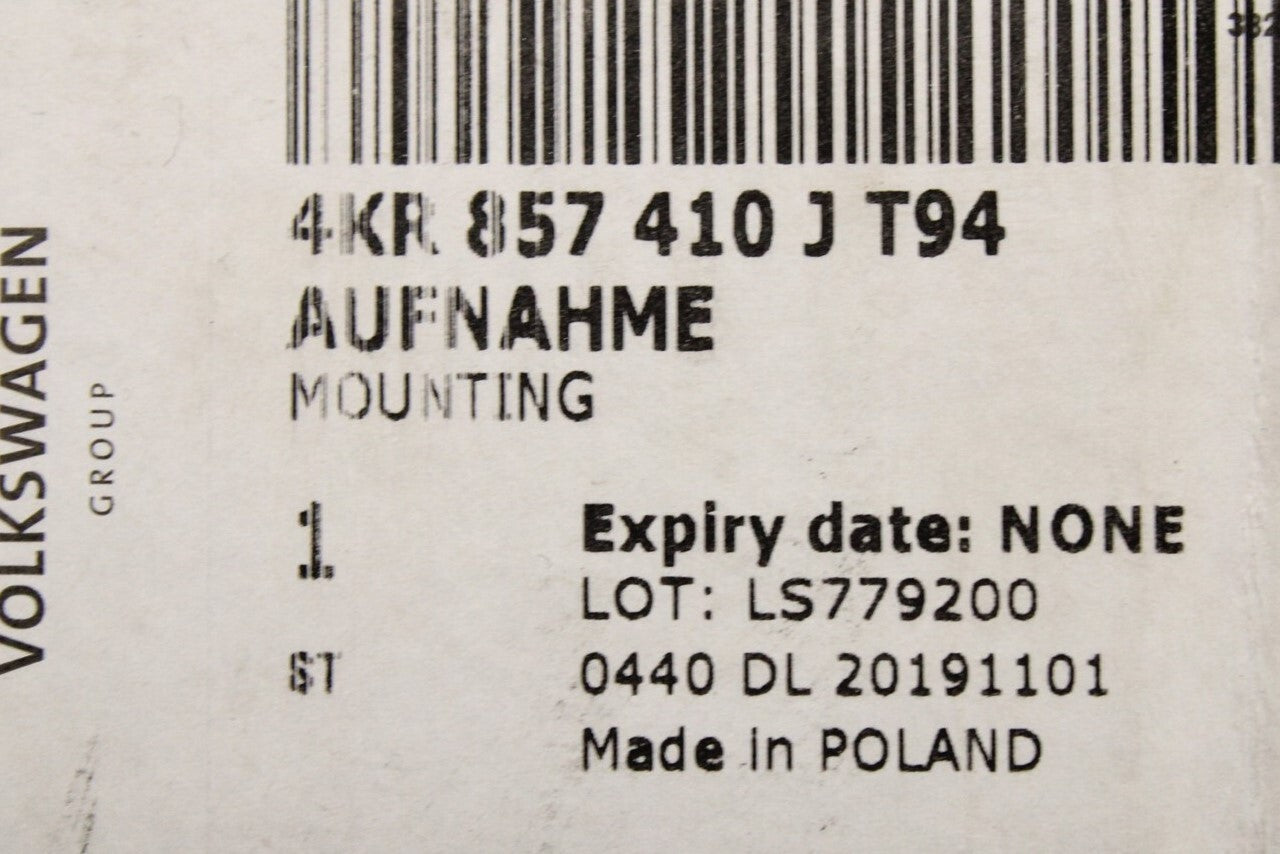 382
4KR 857 410 J T94
AUFNAHME
MOUNTING
1
Expiry date: NONE
LOT: LS779200
ST
0440 DL 20191101
Made in POLAND
VOLKSWAGEN
GROUP